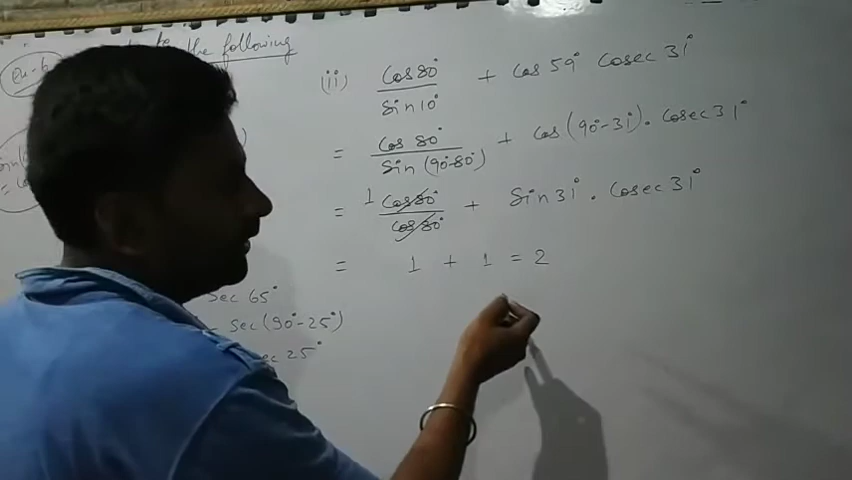 to the following
(ii) Cos 80° / Sin 10° + Cos 59° Cosec 31°
= Cos 80° / Sin (90°-80°) + Cos (90°-31°) . Cosec 31°
= 1 Cos 80° / Cos 80° + Sin 31° . Cosec 31°
= 1 + 1 = 2
Sec 65°
- Sec (90°-25°)
ec 25°